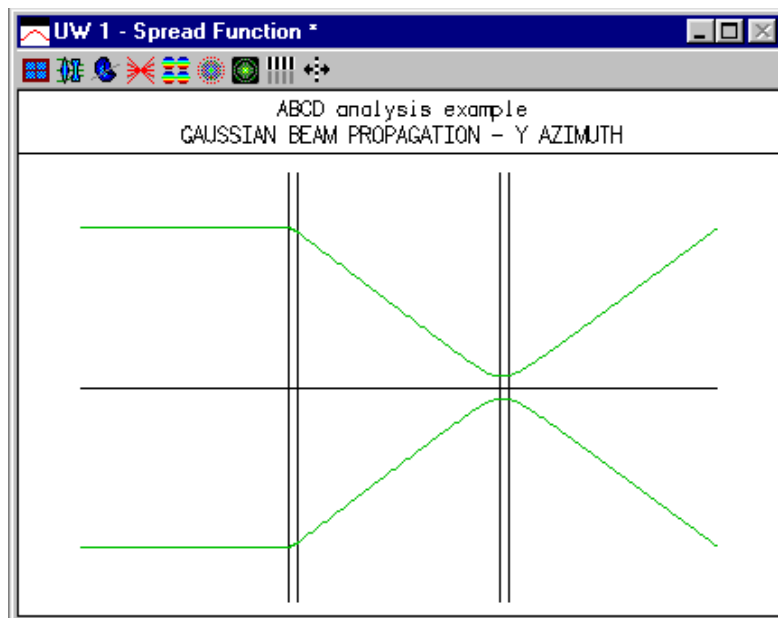 UW 1 - Spread Function *
ABCD analysis example
GAUSSIAN BEAM PROPAGATION - Y AZIMUTH